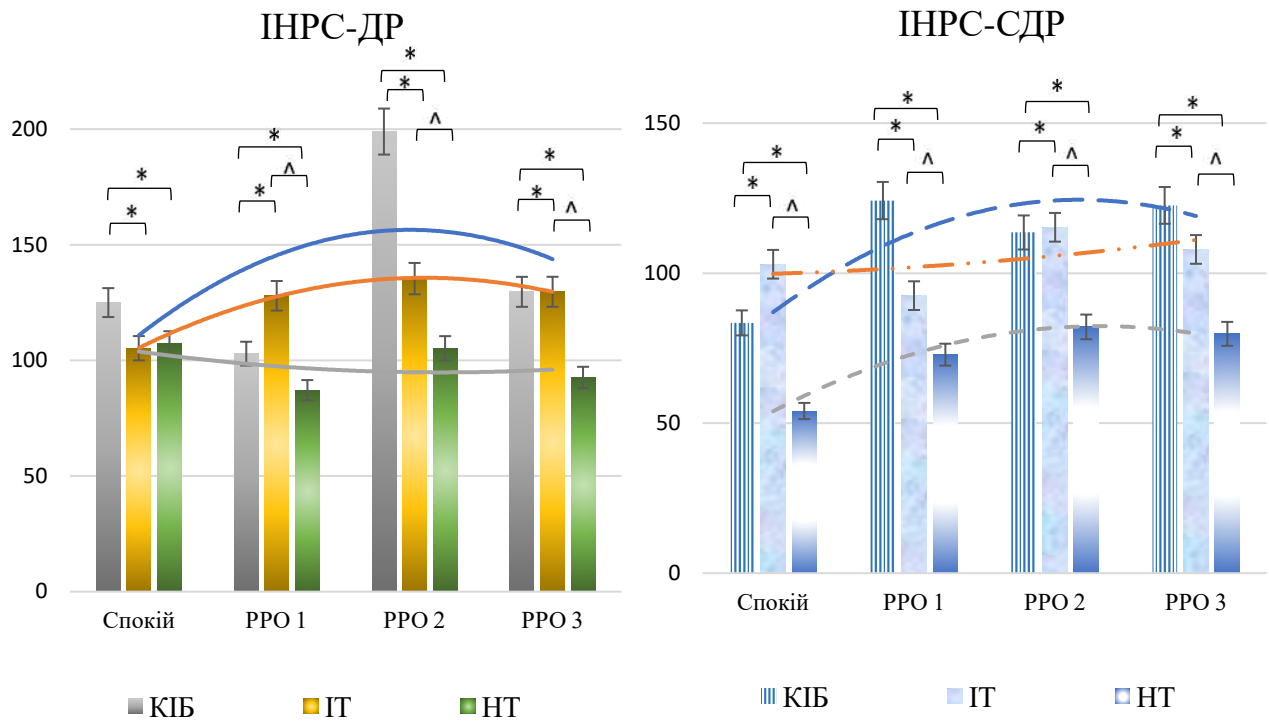 ІНРС-ДР
*
*
*
*
^
*
*
*
^
*
*
^
200
150
100
50
0
Спокій
РРО 1
РРО 2
РРО 3
КІБ
ІТ
НТ
ІНРС-СДР
*
*
^
*
*
^
*
*
^
*
*
^
150
100
50
0
Спокій
РРО 1
РРО 2
РРО 3
КІБ
ІТ
НТ